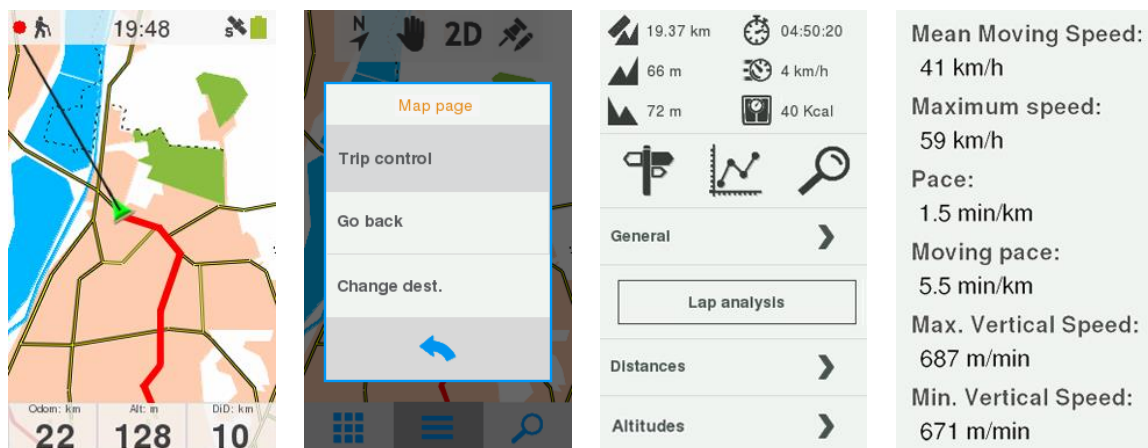 19:48
S
Odom: km
Alt: m
DiD: km
22
128
10
N
2D
Map page
Trip control
Go back
Change dest.
19.37 km
04:50:20
66 m
4 km/h
72 m
40 Kcal
General
Lap analysis
Distances
Altitudes
Mean Moving Speed:
41 km/h
Maximum speed:
59 km/h
Pace:
1.5 min/km
Moving pace:
5.5 min/km
Max. Vertical Speed:
687 m/min
Min. Vertical Speed:
671 m/min